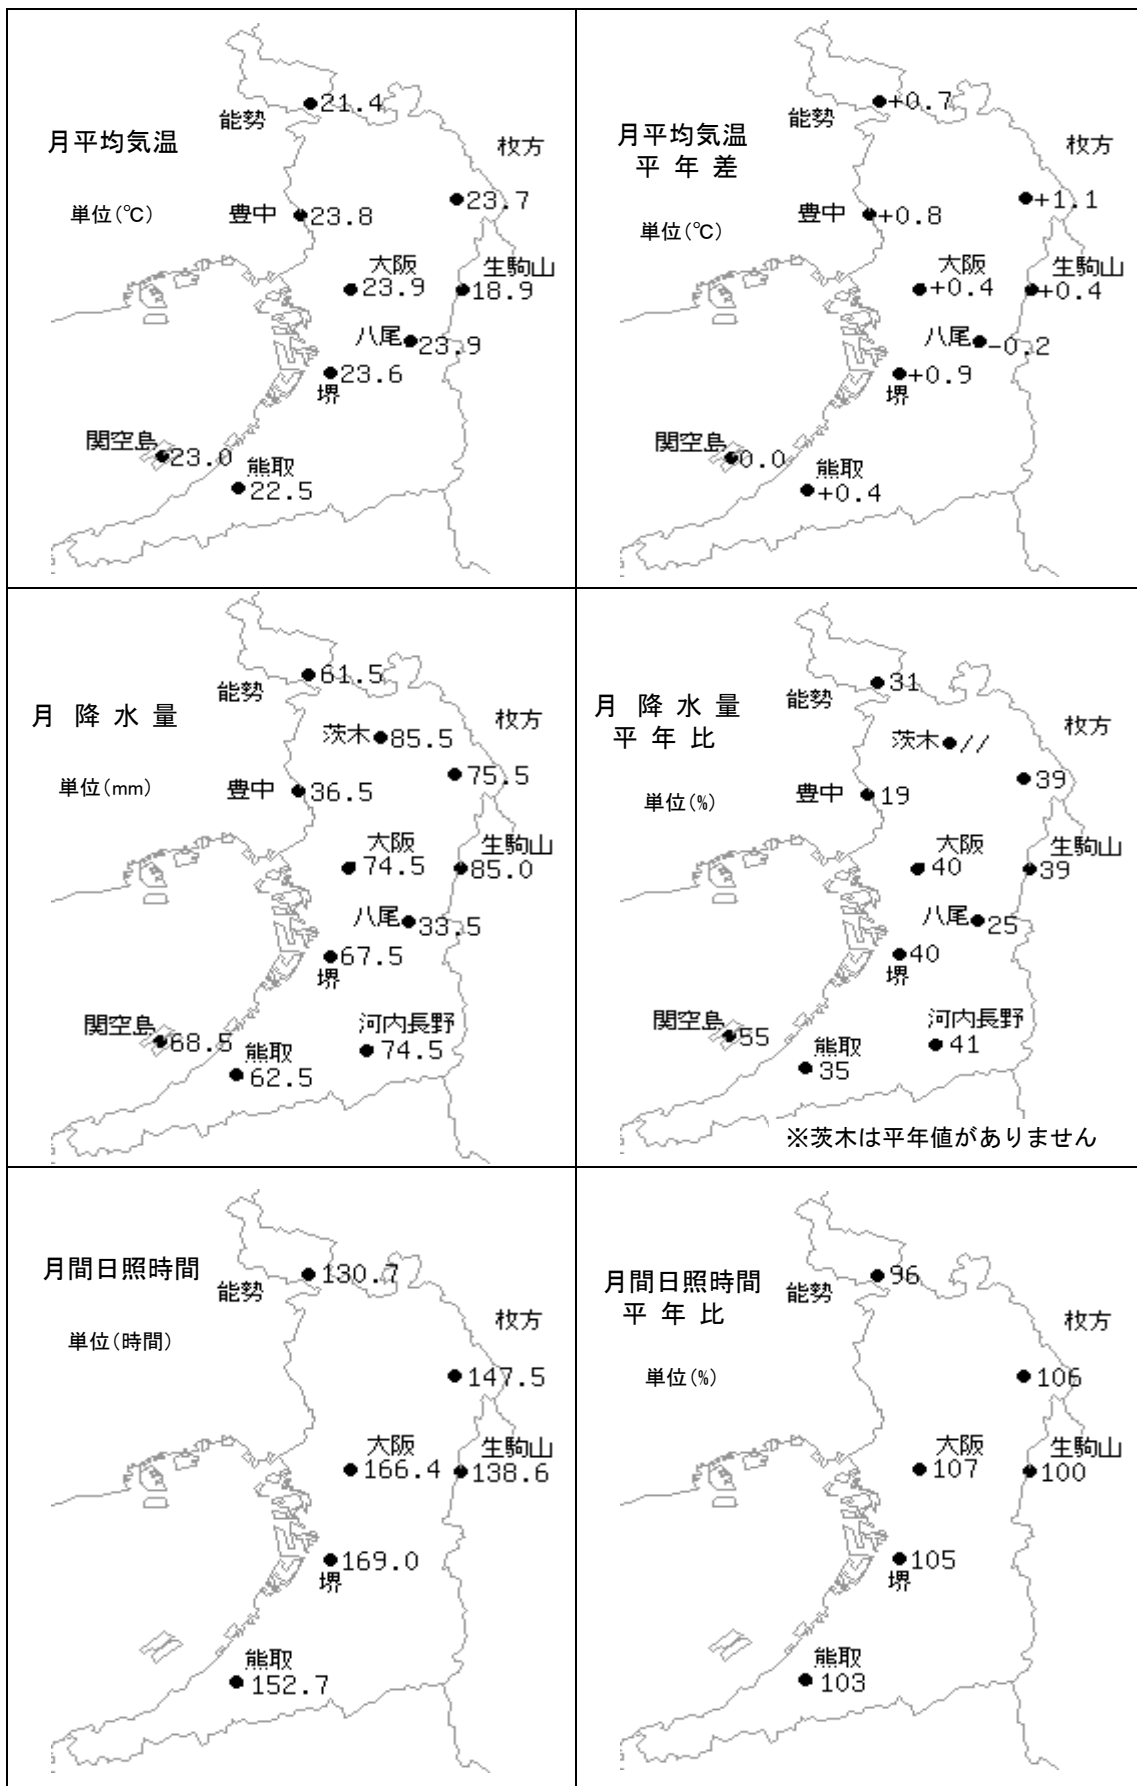 月平均気温
単位(℃)
能勢
21.4
枚方
23.7
豊中
23.8
大阪
23.9
生駒山
18.9
八尾
23.9
23.6
堺
関空島
23.0
熊取
22.5
月平均気温
平年差
単位(℃)
+0.7
能勢
枚方
+1.1
豊中
+0.8
大阪
+0.4
生駒山
+0.4
八尾
-0.2
+0.9
堺
関空島
0.0
熊取
+0.4
月降水量
単位(mm)
61.5
能勢
茨木
85.5
枚方
75.5
豊中
36.5
大阪
74.5
生駒山
85.0
八尾
33.5
67.5
堺
関空島
68.5
河内長野
74.5
熊取
62.5
月降水量
平年比
単位(%)
31
能勢
茨木
//
枚方
39
豊中
19
大阪
40
生駒山
39
八尾
25
40
堺
関空島
55
河内長野
41
熊取
35
※茨木は平年値がありません
月間日照時間
単位(時間)
130.7
能勢
枚方
147.5
大阪
166.4
生駒山
138.6
169.0
堺
熊取
152.7
月間日照時間
平年比
単位(%)
96
能勢
枚方
106
大阪
107
生駒山
100
105
堺
熊取
103